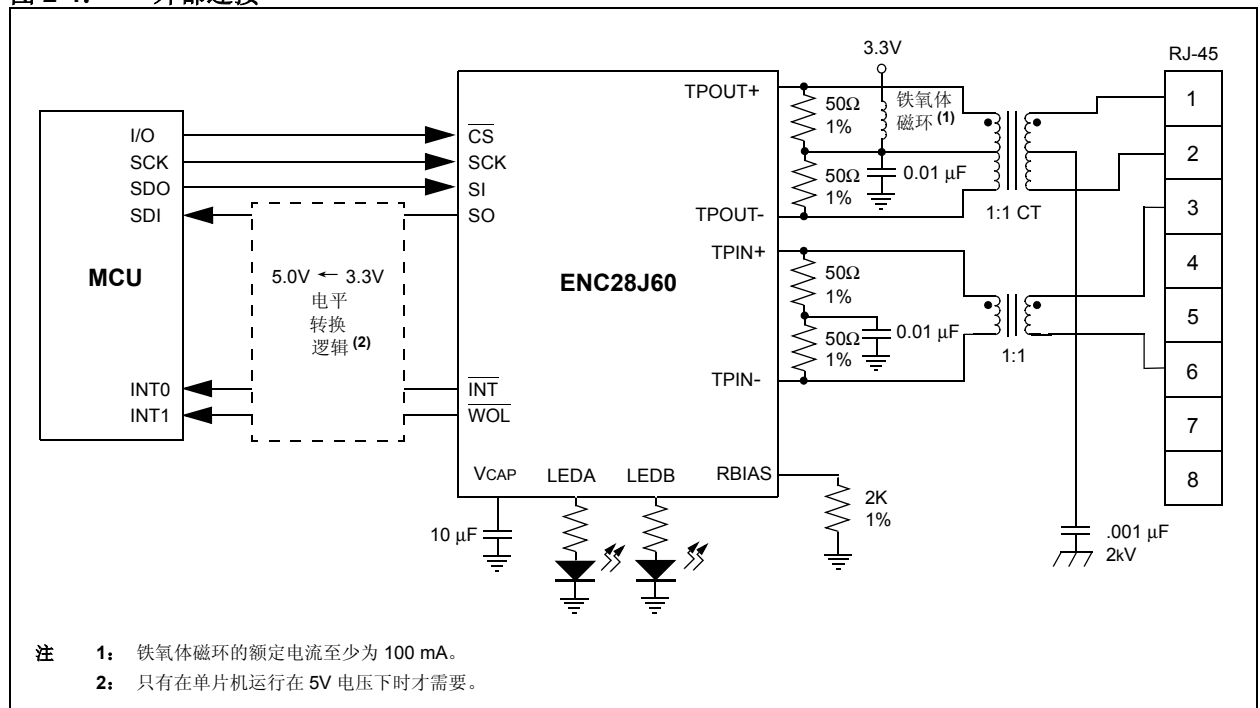 图 2-4： 外部连接
3.3V
RJ-45
MCU
I/O
SCK
SDO
SDI
INT0
INT1
5.0V ← 3.3V
电平
转换
逻辑 (2)
ENC28J60
CS
SCK
SI
SO
INT
WOL
VCAP
LEDA
LEDB
RBIAS
TPOUT+
TPOUT-
TPIN+
TPIN-
50Ω
1%
50Ω
1%
铁氧体
磁环 (1)
0.01 μF
1:1 CT
50Ω
1%
50Ω
1%
0.01 μF
1:1
1
2
3
4
5
6
7
8
10 μF
2K
1%
.001 μF
2kV
注 1： 铁氧体磁环的额定电流至少为 100 mA。
2： 只有在单片机运行在 5V 电压下时才需要。